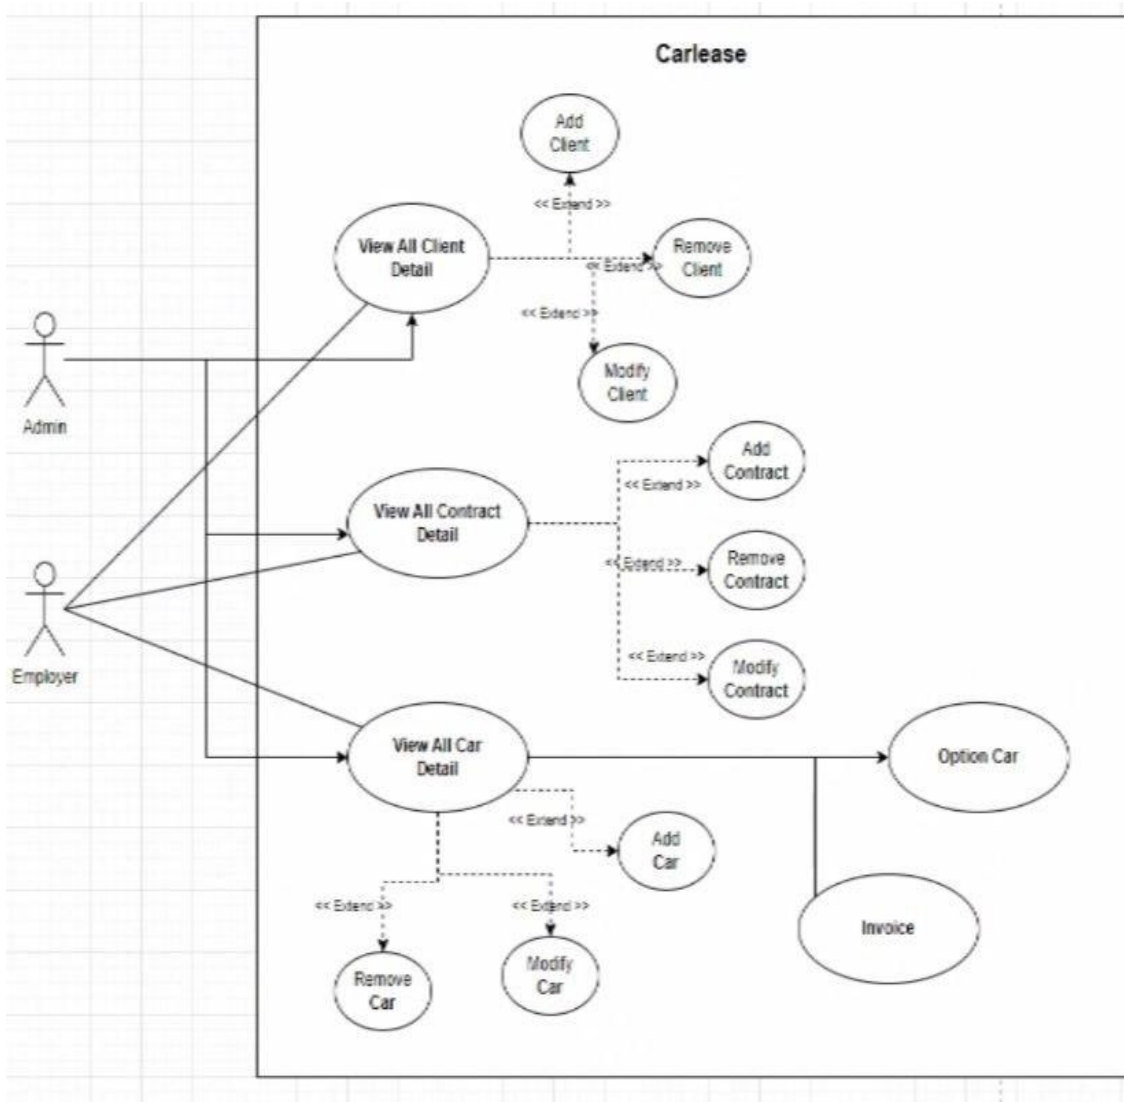 Carlease
Add
Client
<< Extend >>
View All Client
Detail
Remove
Client
<< Extend >>
<< Extend >>
Modify
Client
Admin
Add
Contract
<< Extend >>
View All Contract
Detail
<< Extend >>
Remove
Contract
Employer
<< Extend >>
Modify
Contract
View All Car
Detail
Option Car
<< Extend >>
Add
Car
<< Extend >>
<< Extend >>
Invoice
Remove
Car
Modify
Car